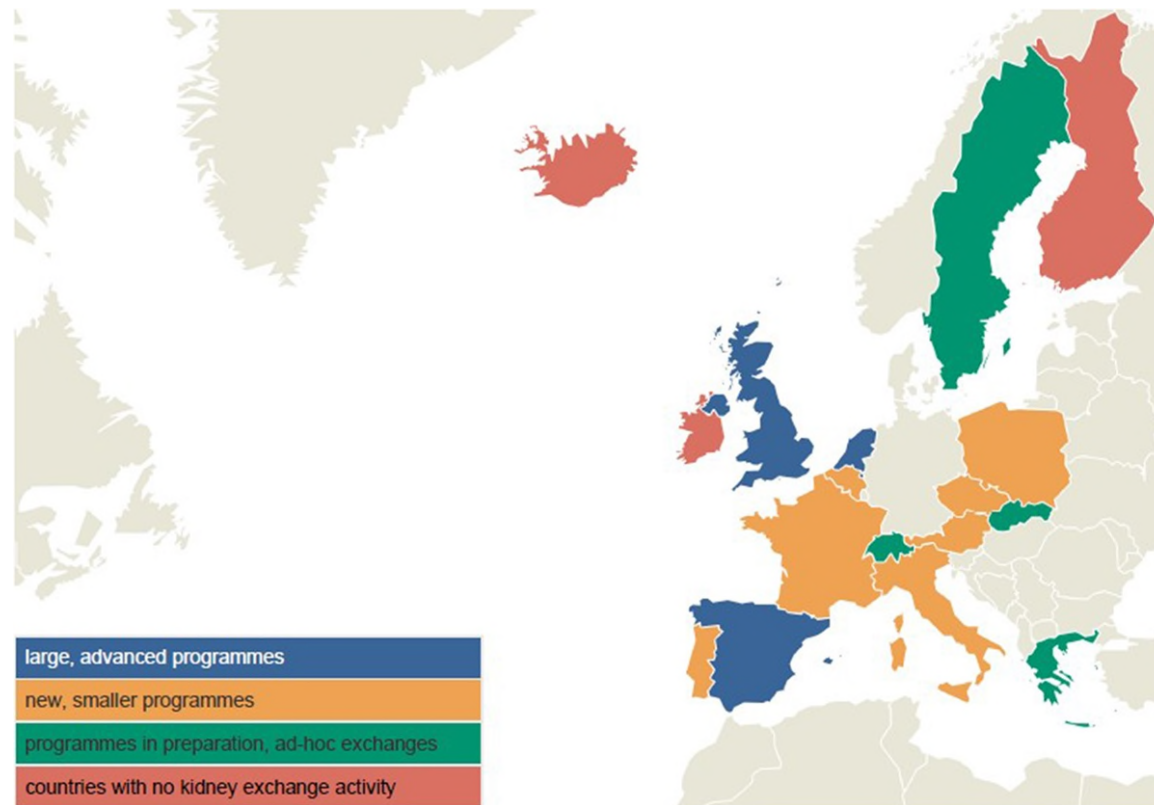 large, advanced programmes
new, smaller programmes
programmes in preparation, ad-hoc exchanges
countries with no kidney exchange activity